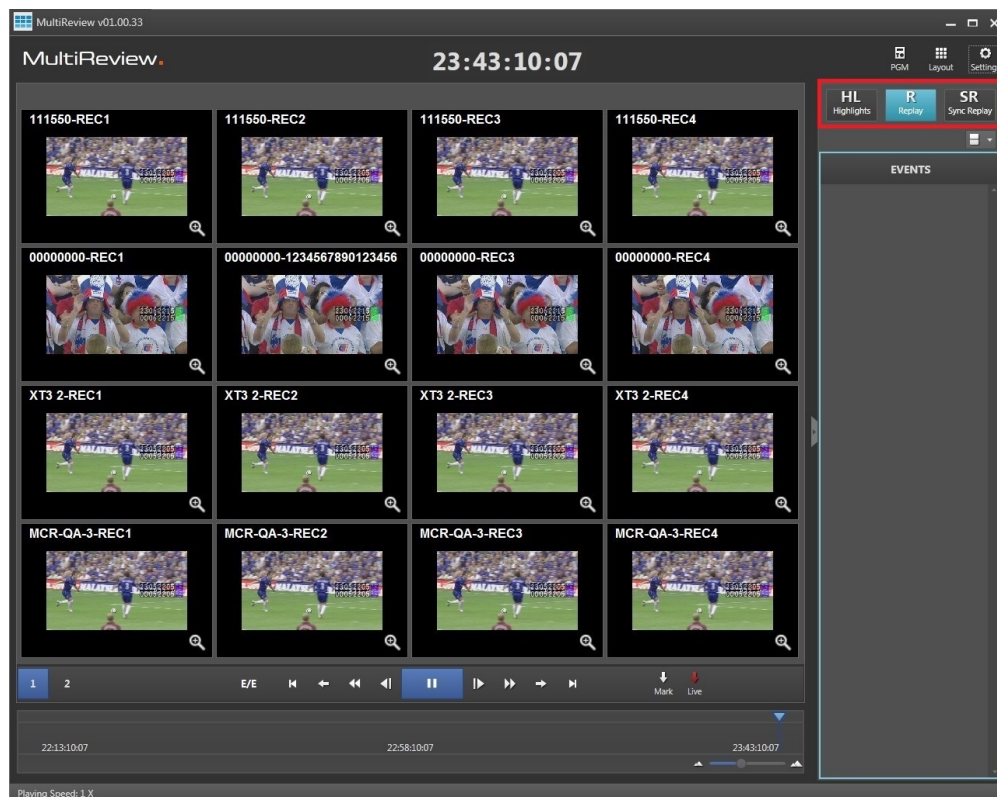 MultiReview v01.00.33
MultiReview.
23:43:10:07
PGM Layout Setting
HL R SR
Highlights Replay Sync Replay
EVENTS
111550-REC1 111550-REC2 111550-REC3 111550-REC4
00000000-REC1 00000000-1234567890123456 00000000-REC3 00000000-REC4
XT3 2-REC1 XT3 2-REC2 XT3 2-REC3 XT3 2-REC4
MCR-QA-3-REC1 MCR-QA-3-REC2 MCR-QA-3-REC3 MCR-QA-3-REC4
1 2 E/E
Mark Live
22:13:10:07 22:58:10:07 23:43:10:07
Playing Speed: 1 X